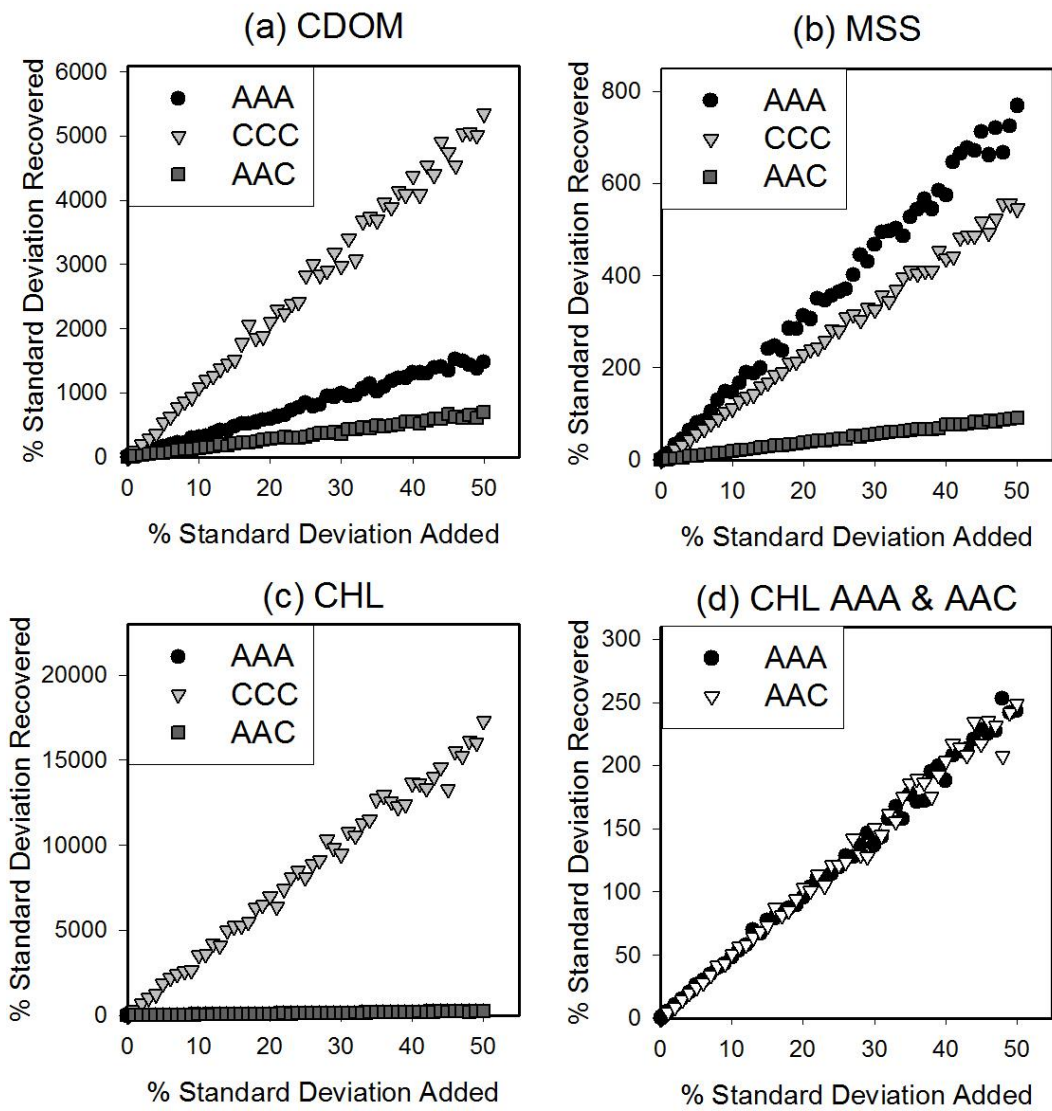 (a) CDOM
% Standard Deviation Recovered
6000
5000
4000
3000
2000
1000
0
AAA
CCC
AAC
0 10 20 30 40 50
% Standard Deviation Added
(b) MSS
% Standard Deviation Recovered
800
600
400
200
0
AAA
CCC
AAC
0 10 20 30 40 50
% Standard Deviation Added
(c) CHL
% Standard Deviation Recovered
20000
15000
10000
5000
0
AAA
CCC
AAC
0 10 20 30 40 50
% Standard Deviation Added
(d) CHL AAA & AAC
% Standard Deviation Recovered
300
250
200
150
100
50
0
AAA
AAC
0 10 20 30 40 50
% Standard Deviation Added